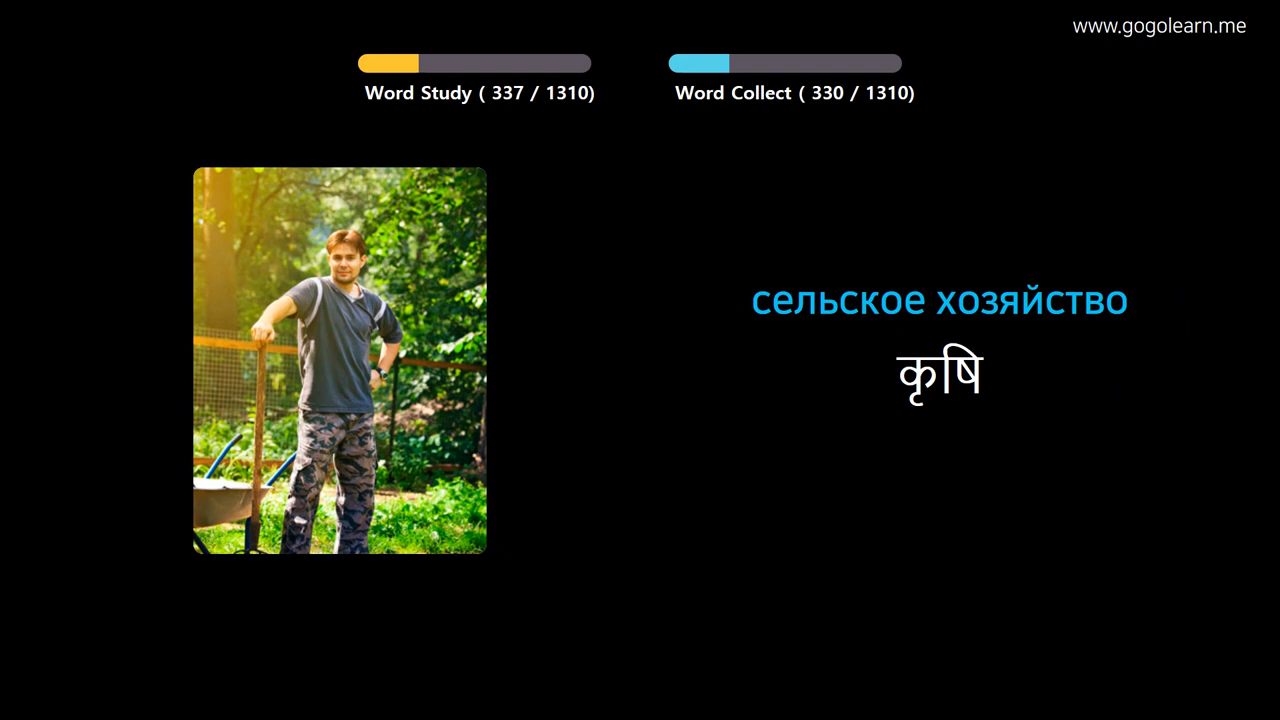 www.gogolearn.me
Word Study ( 337 / 1310)
Word Collect ( 330 / 1310)
сельское хозяйство
कृषि